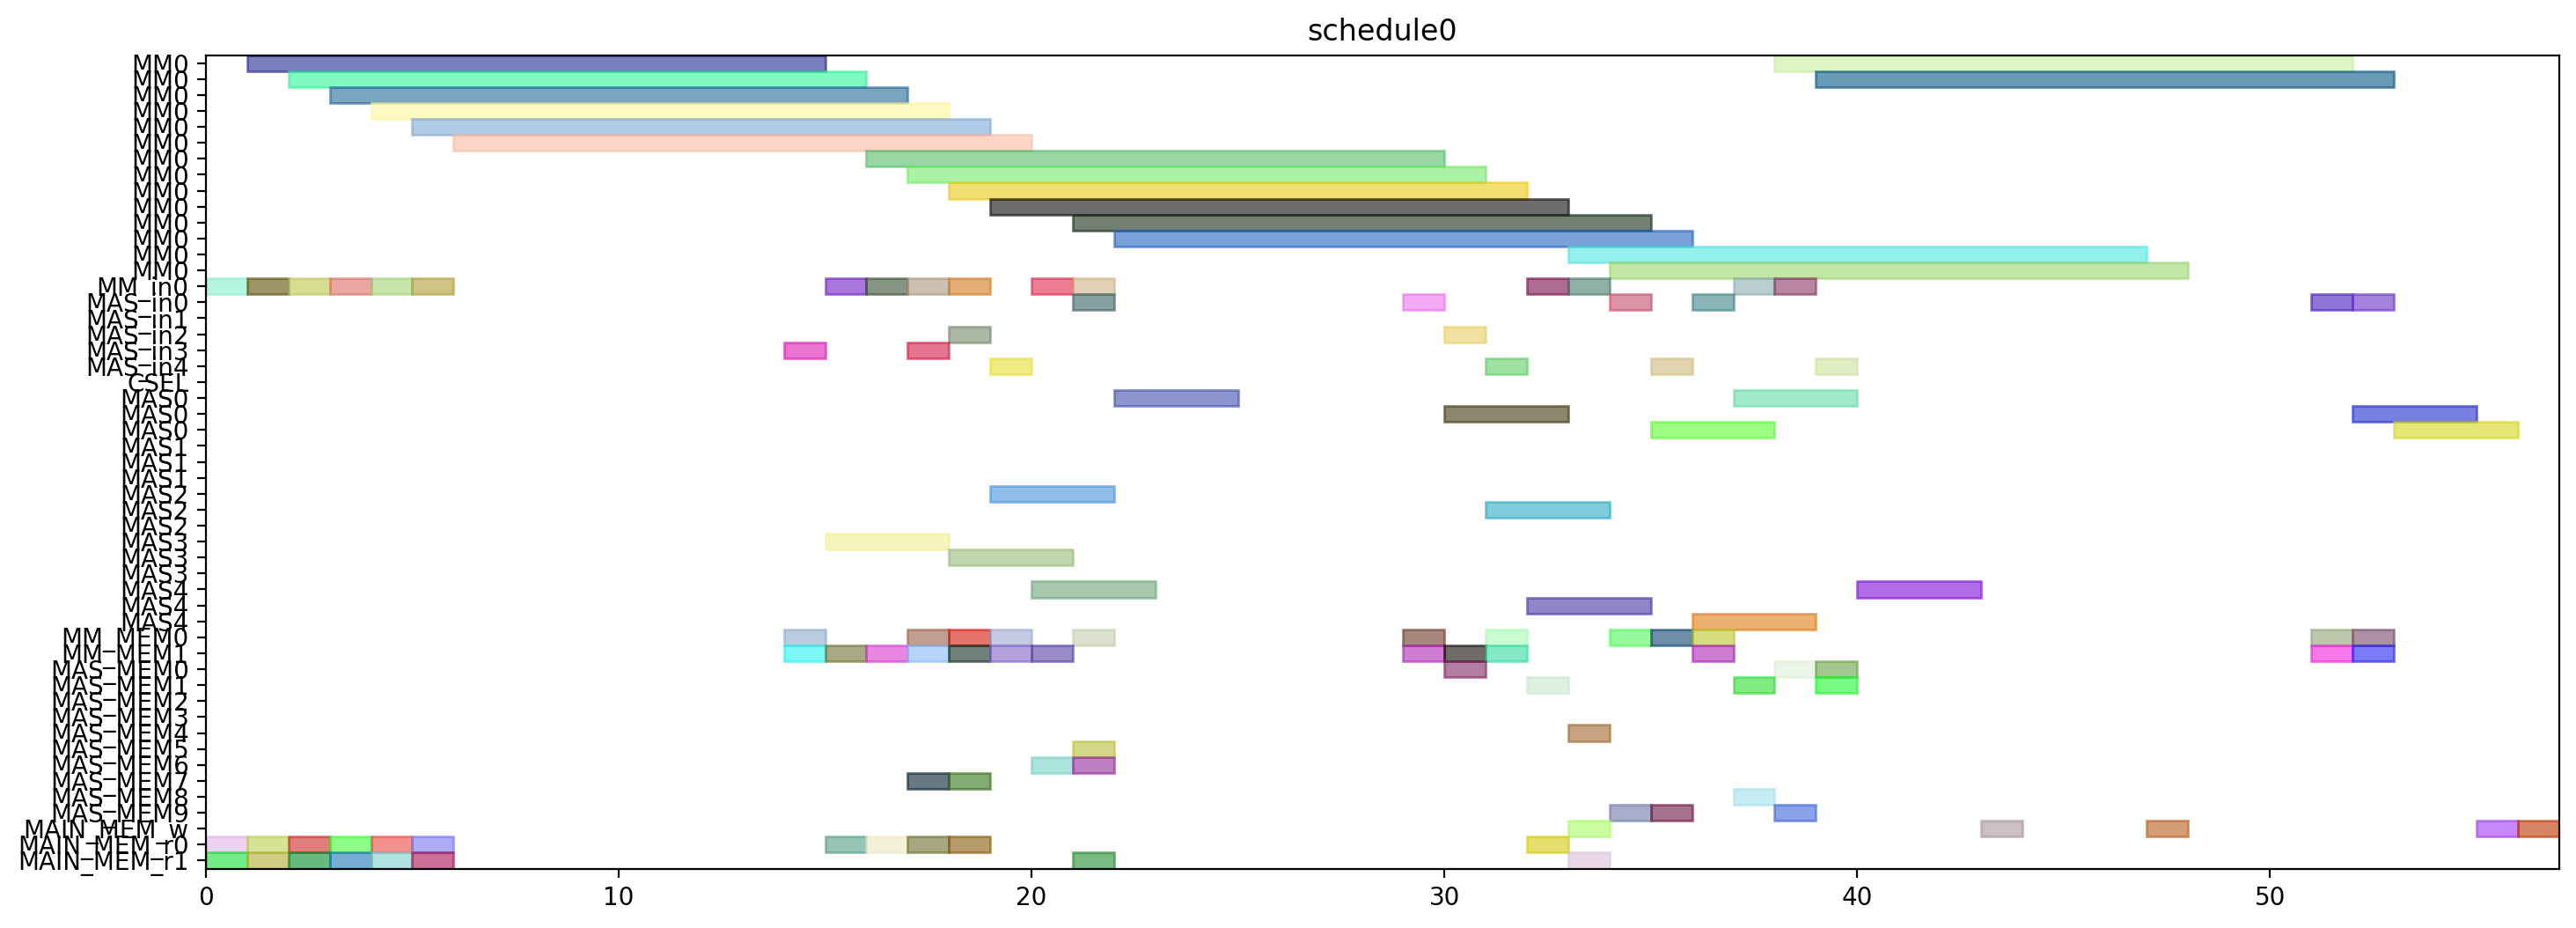 schedule0
MM0
MM0
MM0
MM0
MM0
MM0
MM0
MM0
MM0
MM0
MM0
MM0
MM0
MM0
MM_in0
MAS_in0
MAS_in1
MAS_in2
MAS_in3
MAS_in4
CSEL
MAS0
MAS0
MAS0
MAS1
MAS1
MAS1
MAS2
MAS2
MAS2
MAS3
MAS3
MAS3
MAS4
MAS4
MAS4
MM_MEM0
MM_MEM1
MAS_MEM0
MAS_MEM1
MAS_MEM2
MAS_MEM3
MAS_MEM4
MAS_MEM5
MAS_MEM6
MAS_MEM7
MAS_MEM8
MAS_MEM9
MAIN_MEM_w
MAIN_MEM_r0
MAIN_MEM_r1
0 10 20 30 40 50